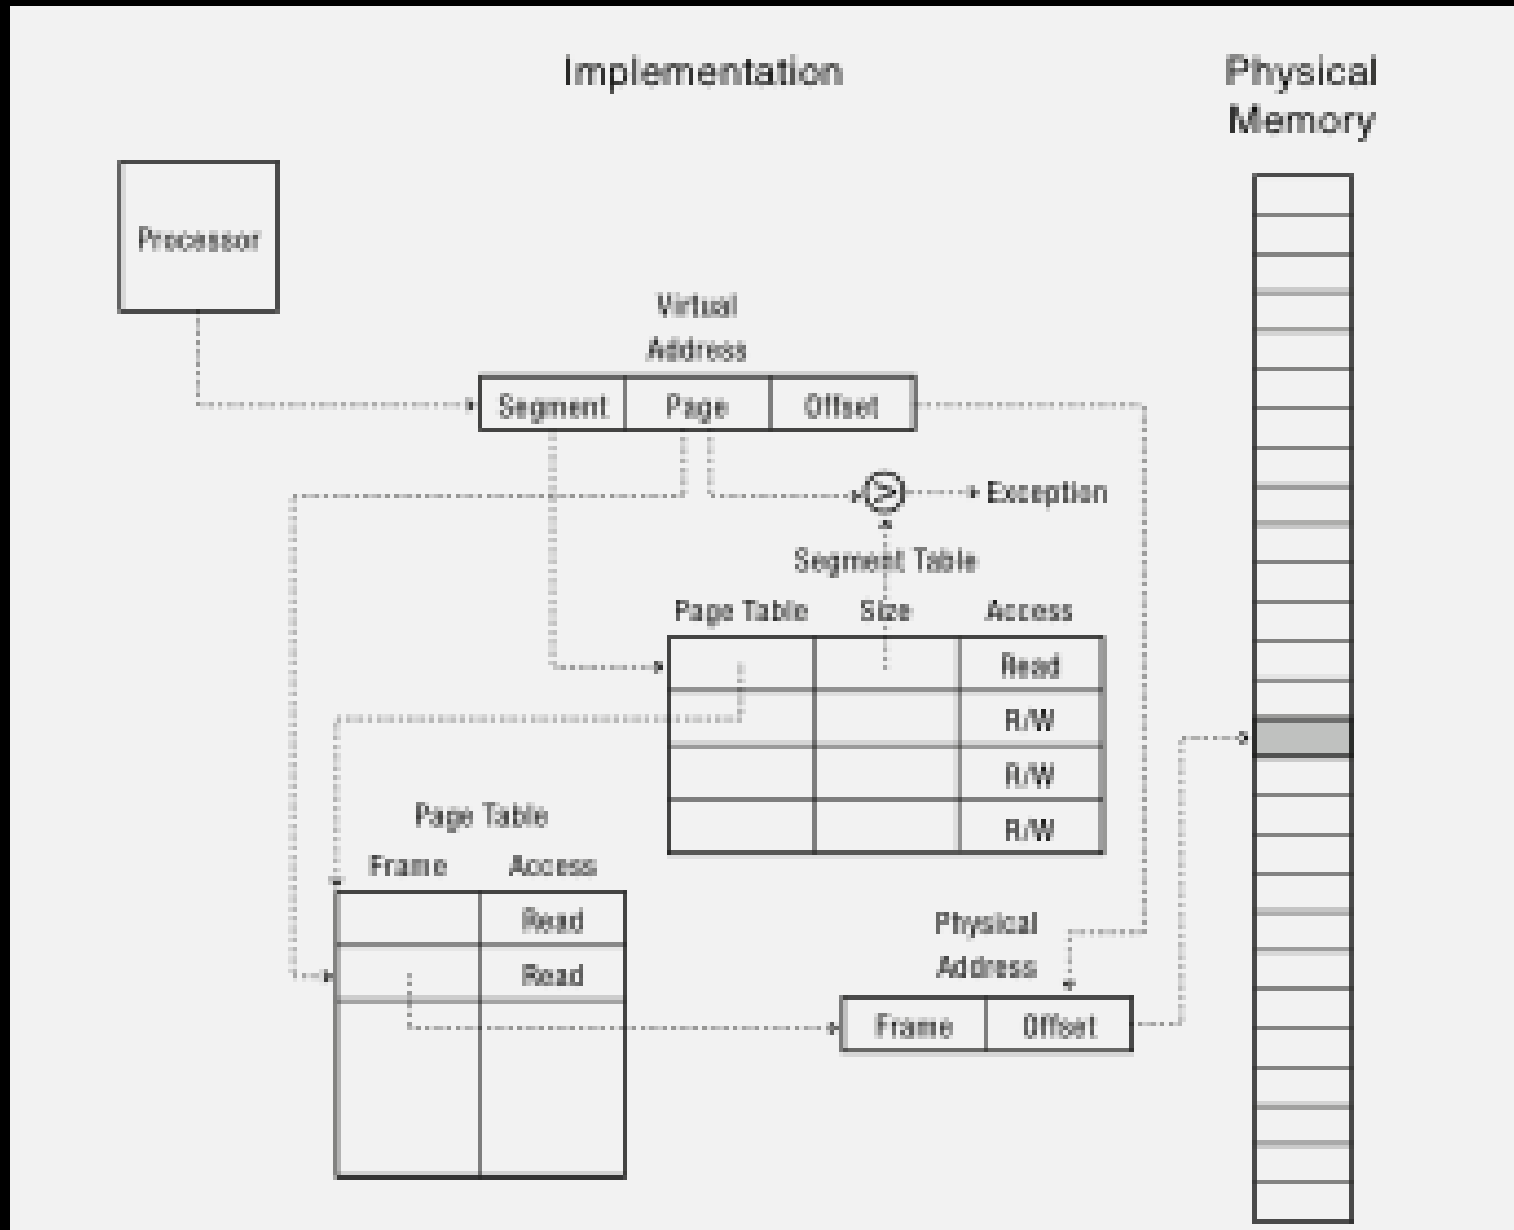 Implementation
Physical
Memory
Processor
Virtual
Address
Segment
Page
Offset
>
Exception
Segment Table
Page Table
Size
Access
Read
R/W
R/W
R/W
Page Table
Frame
Access
Read
Read
Physical
Address
Frame
Offset